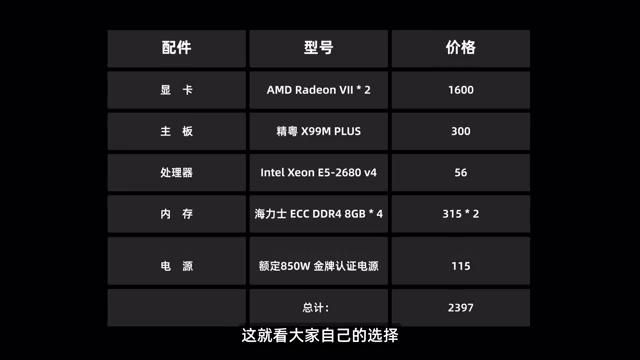 配件 型号 价格
显 卡 AMD Radeon VII * 2 1600
主 板 精粤 X99M PLUS 300
处理器 Intel Xeon E5-2680 v4 56
内 存 海力士 ECC DDR4 8GB * 4 315 * 2
电 源 额定850W 金牌认证电源 115
总计： 2397
这就看大家自己的选择